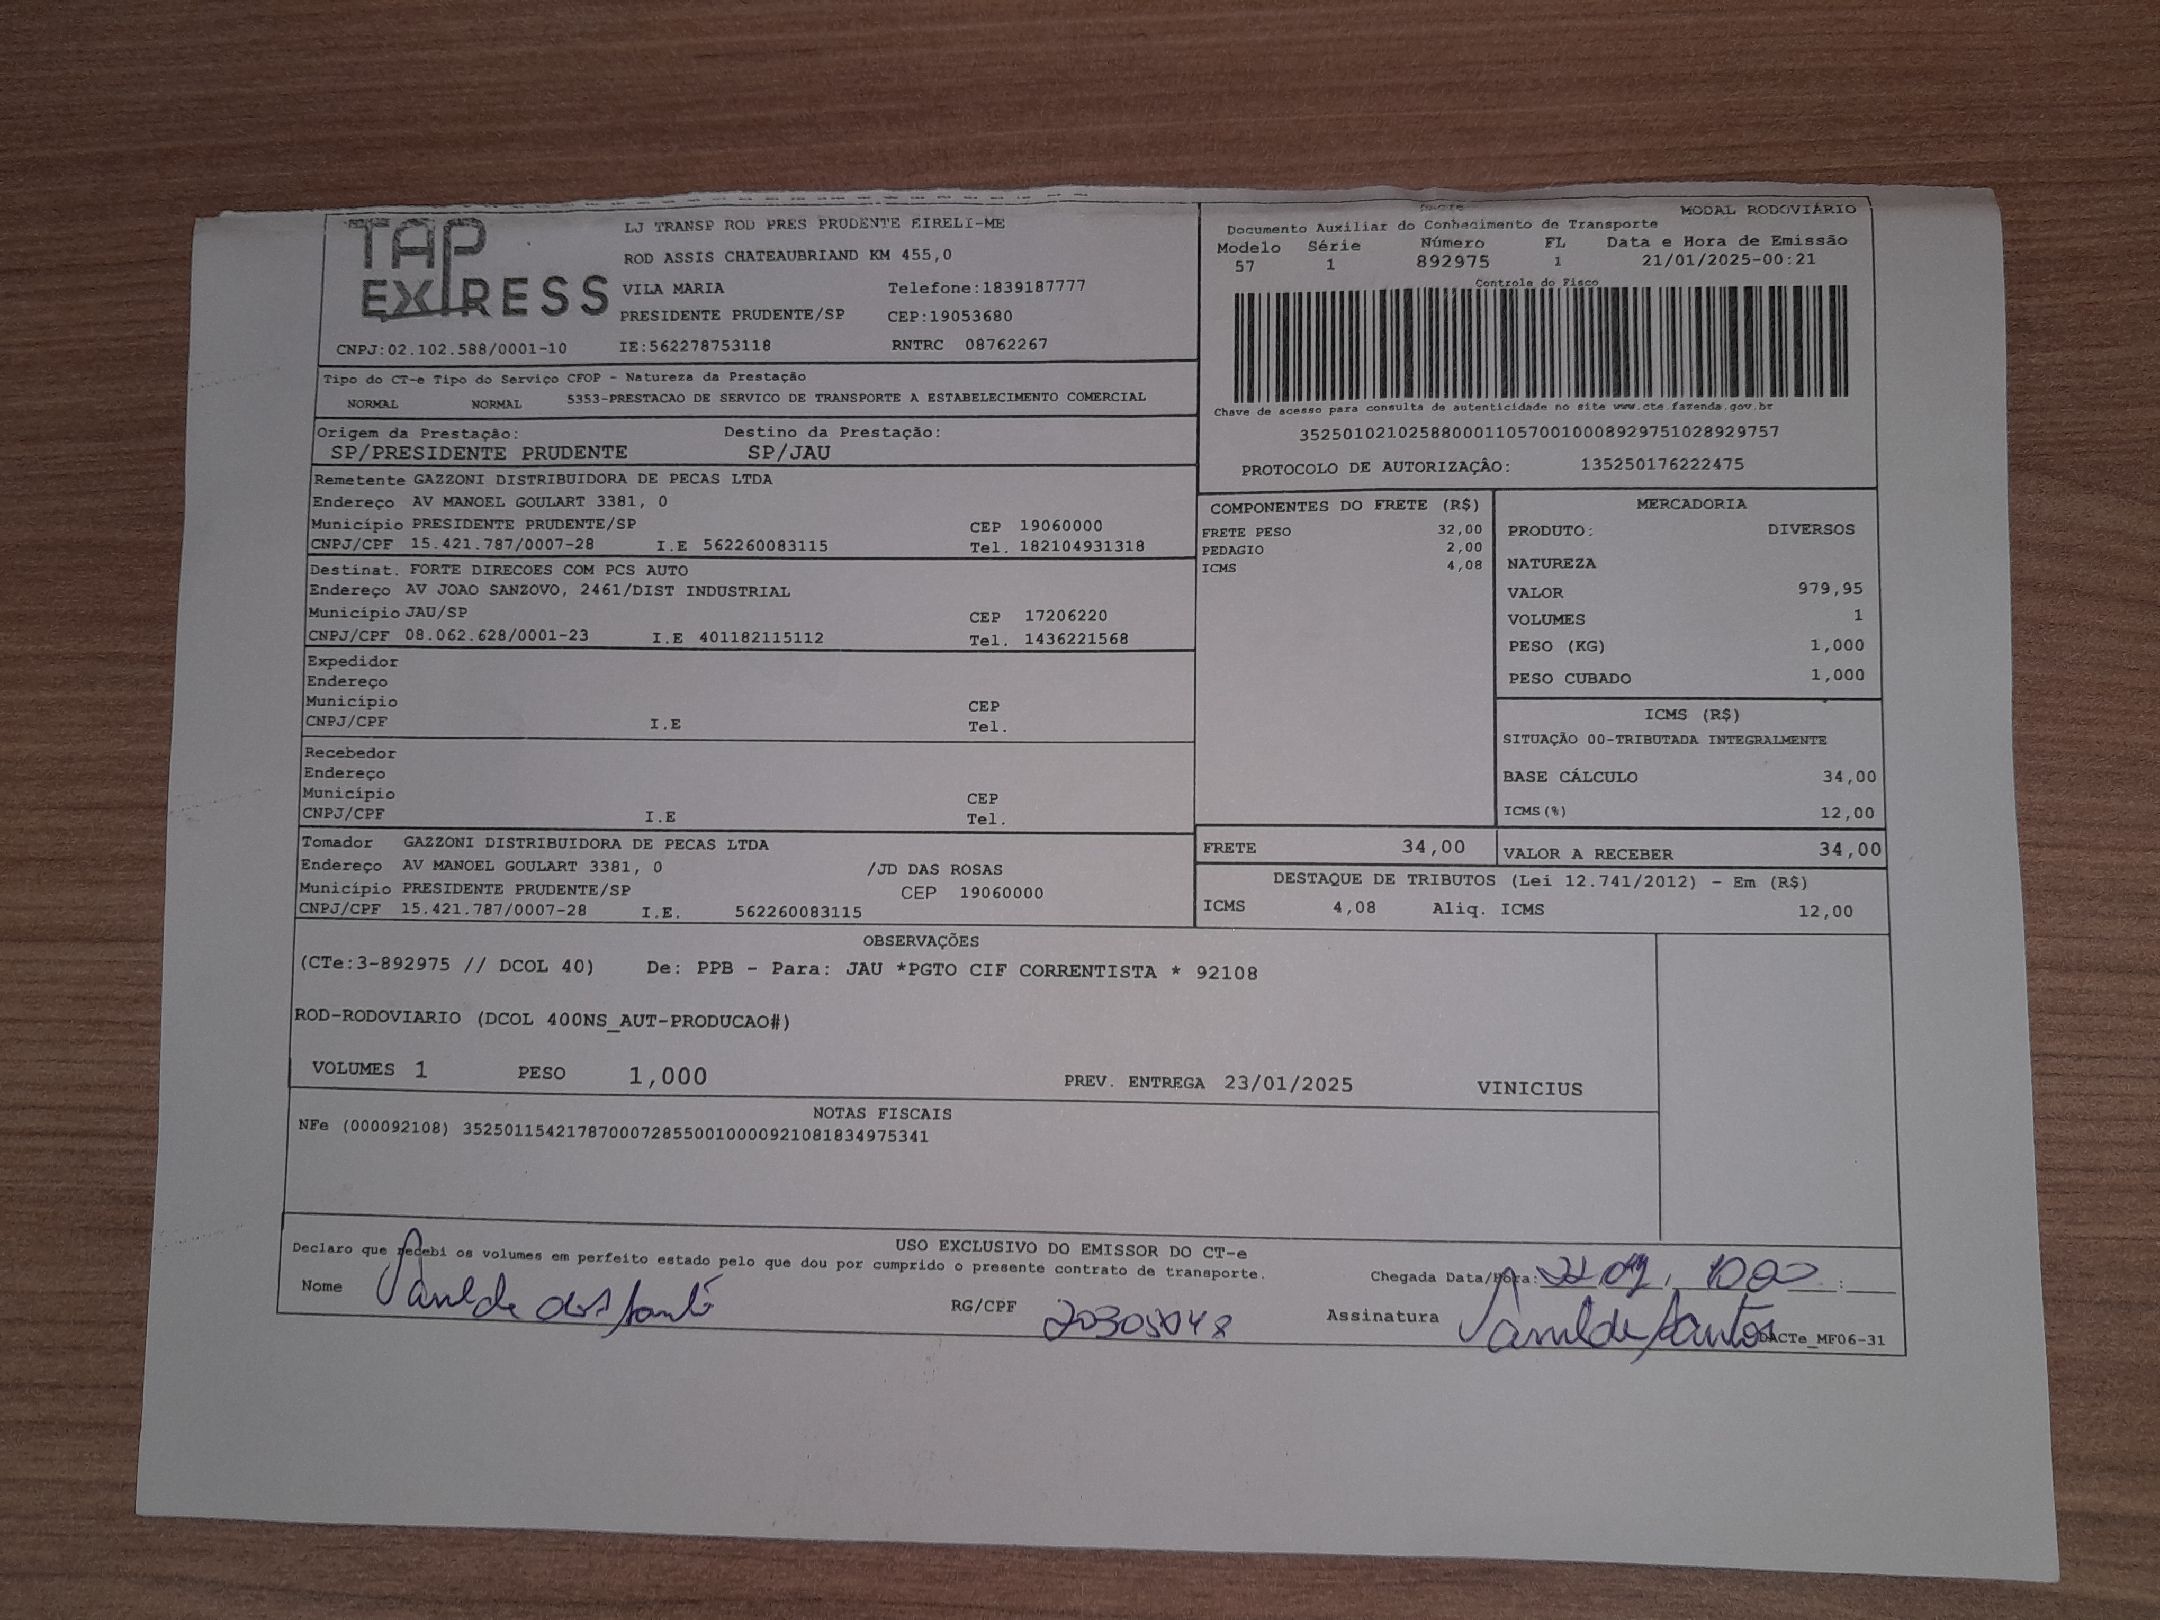 TAP
EXPRESS
LJ TRANSP ROD PRES PRUDENTE EIRELI-ME
ROD ASSIS CHATEAUBRIAND KM 455,0
VILA MARIA Telefone:1839187777
PRESIDENTE PRUDENTE/SP CEP:19053680
CNPJ:02.102.588/0001-10 IE:562278753118 RNTRC 08762267
MODAL RODOVIÁRIO
Documento Auxiliar do Conhecimento de Transporte
Modelo Série Número FL Data e Hora de Emissão
57 1 892975 1 21/01/2025-00:21
Controle do Fisco
Chave de acesso para consulta de autenticidade no site www.cte.fazenda.gov.br
35250102102588000110570010008929751028929757
PROTOCOLO DE AUTORIZAÇÂO: 135250176222475
Tipo do CT-e Tipo do Serviço CFOP - Natureza da Prestação
NORMAL NORMAL 5353-PRESTACAO DE SERVICO DE TRANSPORTE A ESTABELECIMENTO COMERCIAL
Origem da Prestação: Destino da Prestação:
SP/PRESIDENTE PRUDENTE SP/JAU
Remetente GAZZONI DISTRIBUIDORA DE PECAS LTDA
Endereço AV MANOEL GOULART 3381, 0
Município PRESIDENTE PRUDENTE/SP CEP 19060000
CNPJ/CPF 15.421.787/0007-28 I.E 562260083115 Tel. 182104931318
Destinat. FORTE DIRECOES COM PCS AUTO
Endereço AV JOAO SANZOVO, 2461/DIST INDUSTRIAL
Município JAU/SP CEP 17206220
CNPJ/CPF 08.062.628/0001-23 I.E 401182115112 Tel. 1436221568
Expedidor
Endereço
Município CEP
CNPJ/CPF I.E Tel.
Recebedor
Endereço
Município CEP
CNPJ/CPF I.E Tel.
Tomador GAZZONI DISTRIBUIDORA DE PECAS LTDA
Endereço AV MANOEL GOULART 3381, 0 /JD DAS ROSAS
Município PRESIDENTE PRUDENTE/SP CEP 19060000
CNPJ/CPF 15.421.787/0007-28 I.E. 562260083115
COMPONENTES DO FRETE (R$)
FRETE PESO 32,00
PEDAGIO 2,00
ICMS 4,08
MERCADORIA
PRODUTO: DIVERSOS
NATUREZA
VALOR 979,95
VOLUMES 1
PESO (KG) 1,000
PESO CUBADO 1,000
ICMS (R$)
SITUAÇÃO 00-TRIBUTADA INTEGRALMENTE
BASE CÁLCULO 34,00
ICMS(%) 12,00
FRETE 34,00 VALOR A RECEBER 34,00
DESTAQUE DE TRIBUTOS (Lei 12.741/2012) - Em (R$)
ICMS 4,08 Aliq. ICMS 12,00
OBSERVAÇÕES
(CTe:3-892975 // DCOL 40) De: PPB - Para: JAU *PGTO CIF CORRENTISTA * 92108
ROD-RODOVIARIO (DCOL 400NS_AUT-PRODUCAO#)
VOLUMES 1 PESO 1,000 PREV. ENTREGA 23/01/2025 VINICIUS
NOTAS FISCAIS
NFe (000092108) 35250115421787000728550010000921081834975341
USO EXCLUSIVO DO EMISSOR DO CT-e
Declaro que recebi os volumes em perfeito estado pelo que dou por cumprido o presente contrato de transporte.
Chegada Data/Hora:
Nome RG/CPF 20305048 Assinatura
DACTe_MF06-31